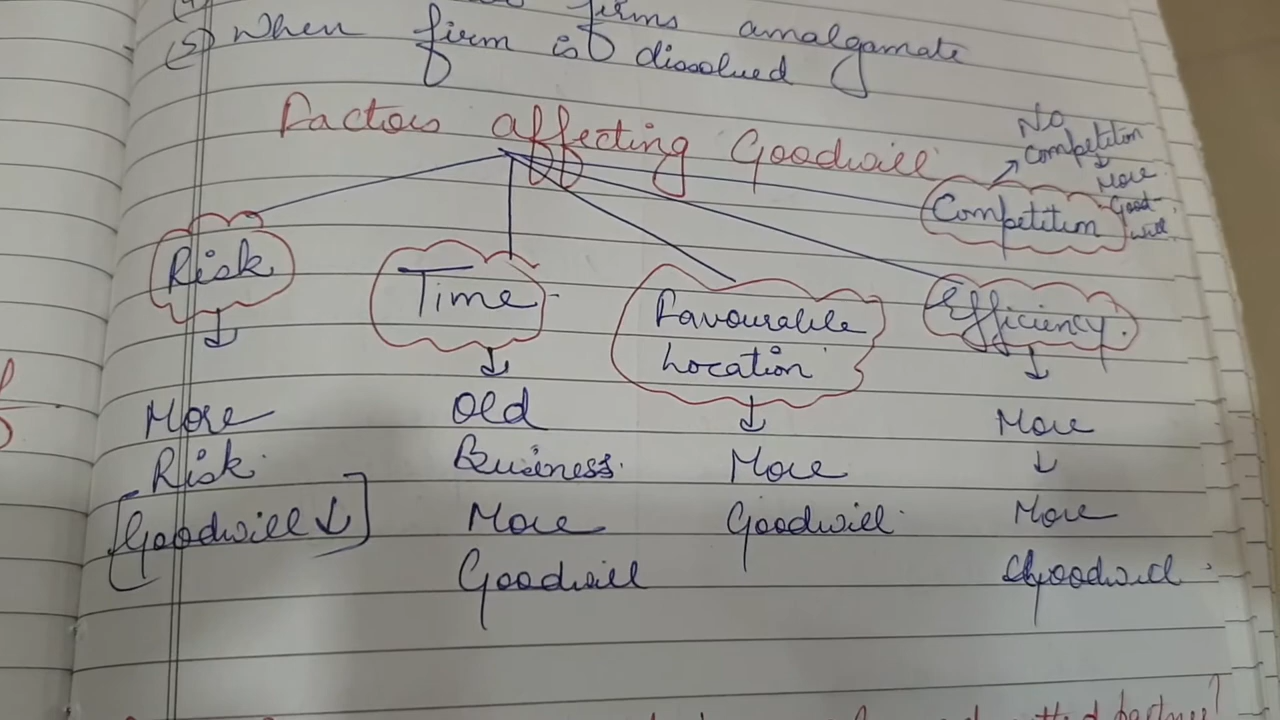 firms amalgamate
(5) When firm is dissolved
Factors affecting Goodwill
No
Competition
More
Good-
will
Competition
Risk
More
Risk
Goodwill ↓
Time
Old
Business
More
Goodwill
Favourable
Location
More
Goodwill
Efficiency
More
More
Goodwill